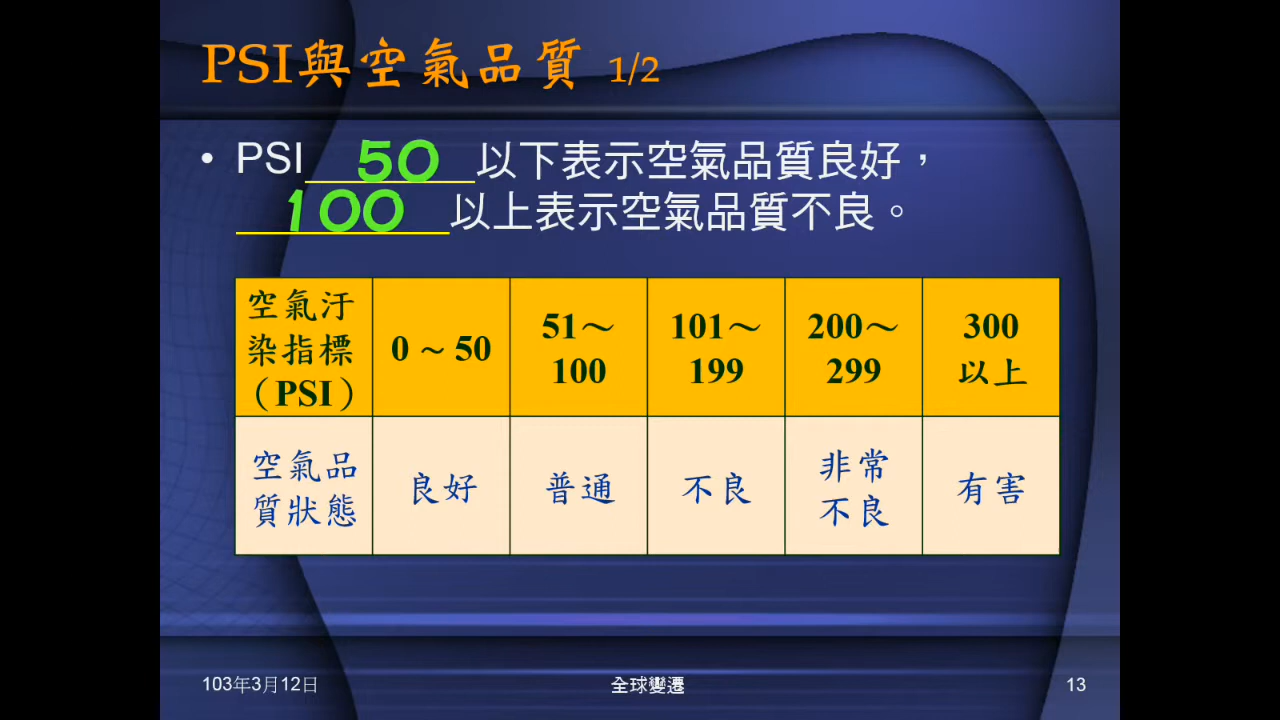 PSI與空氣品質 1/2
• PSI 50 以下表示空氣品質良好，
100 以上表示空氣品質不良。
空氣汙
染指標
（PSI）
0 ~ 50
51～
100
101～
199
200～
299
300
以上
空氣品
質狀態
良好
普通
不良
非常
不良
有害
103年3月12日
全球變遷
13